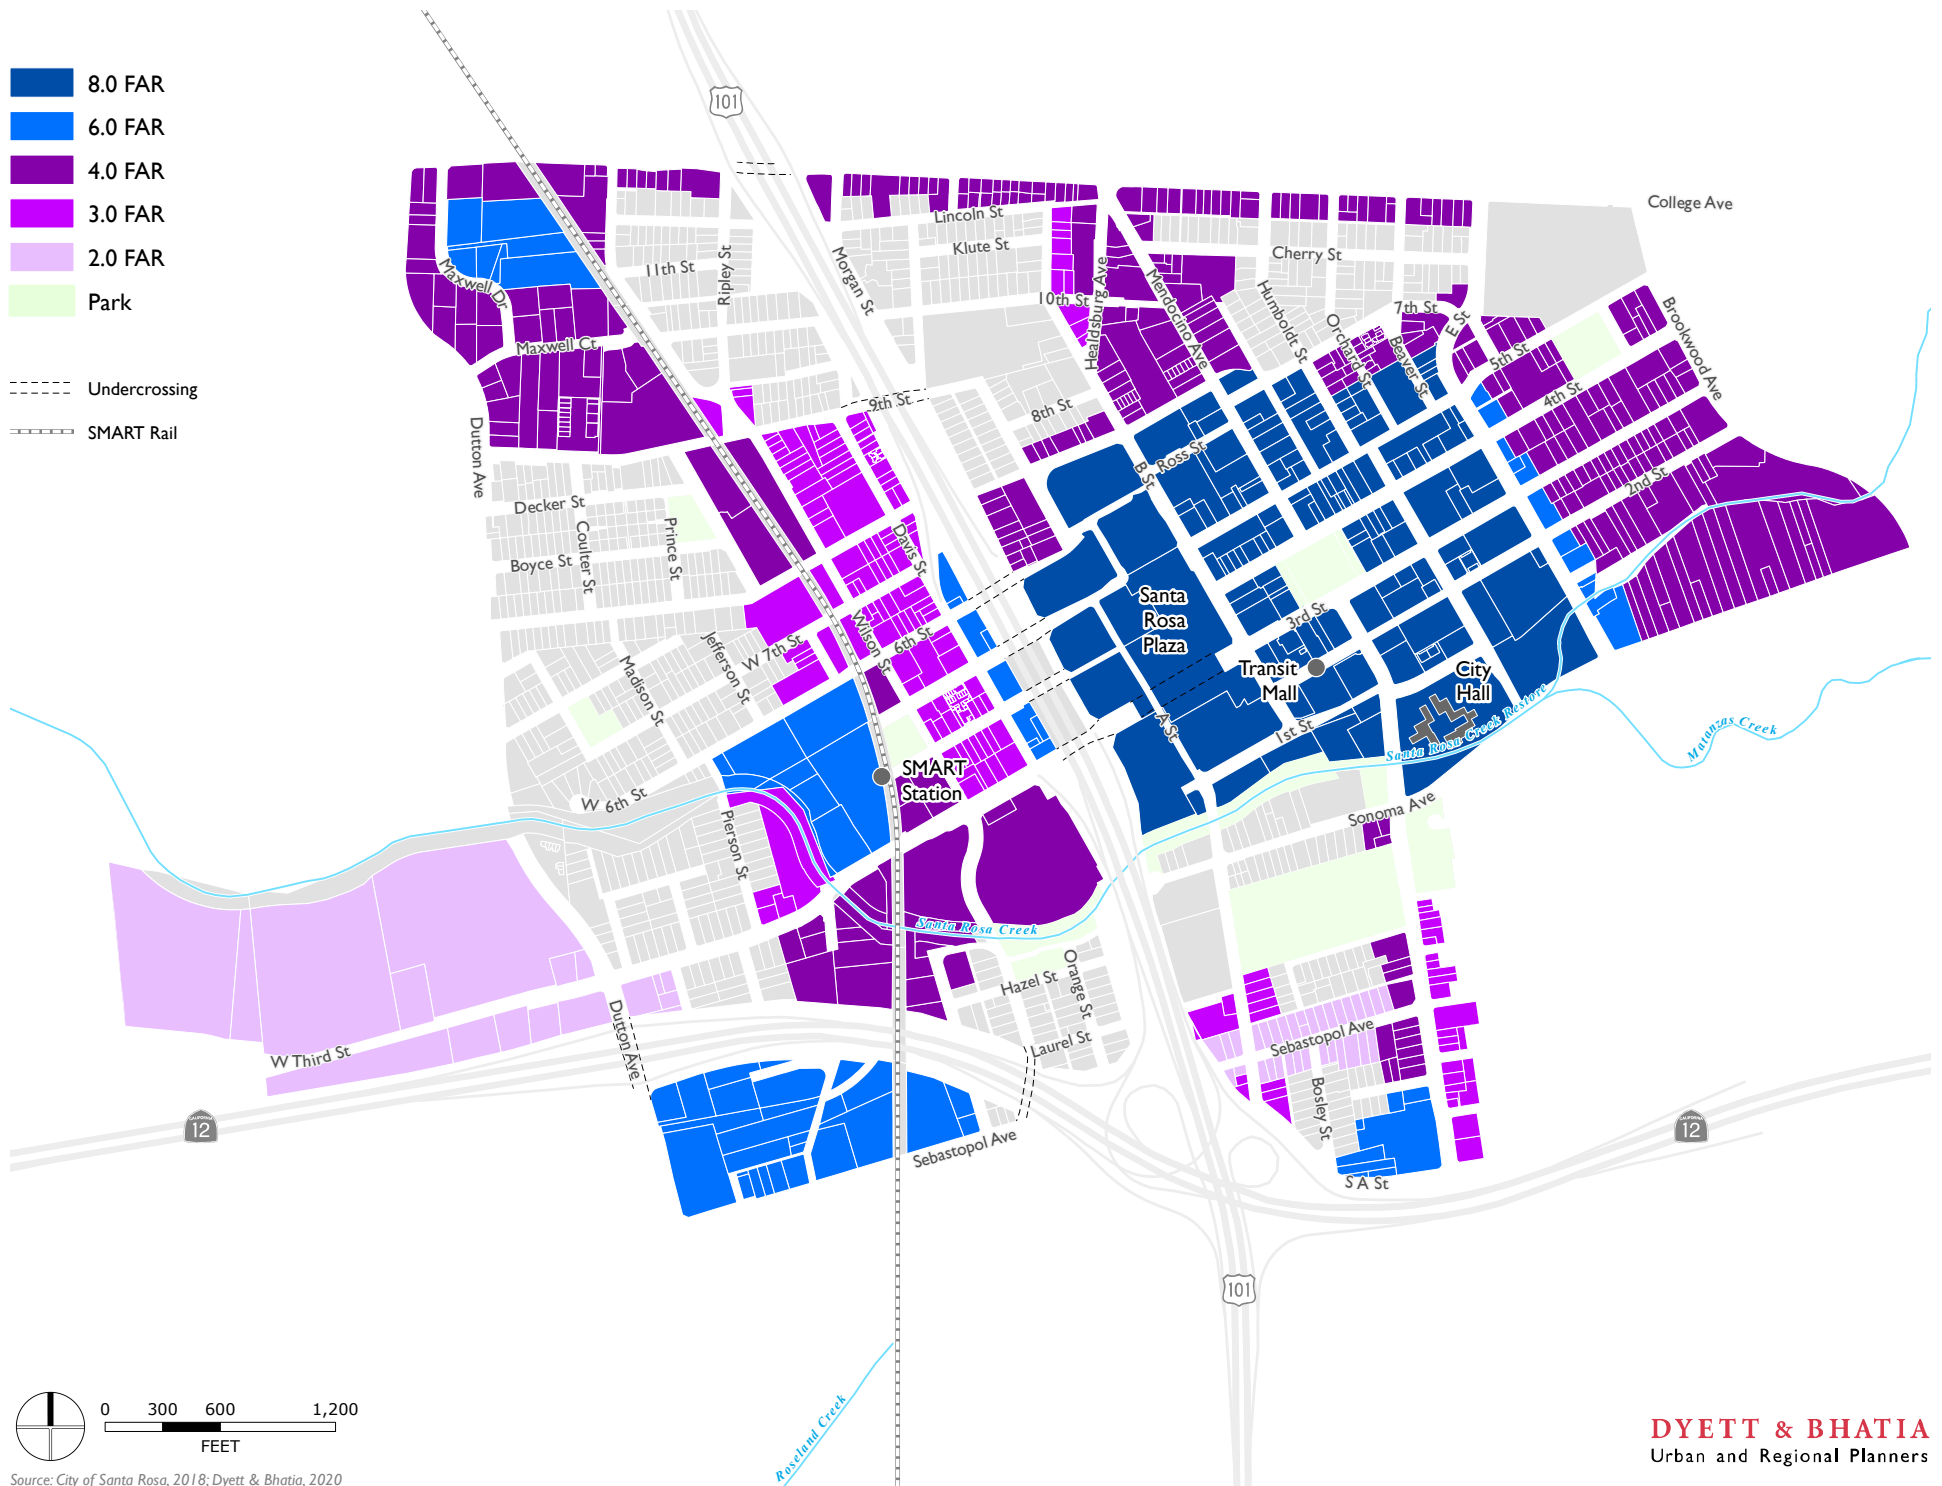 8.0 FAR
6.0 FAR
4.0 FAR
3.0 FAR
2.0 FAR
Park
Undercrossing
SMART Rail
101
College Ave
Lincoln St
Klute St
Cherry St
11th St
Ripley St
Morgan St
Maxwell Dr
10th St
Healdsburg Ave
Mendocino Ave
Humboldt St
Orchard St
7th St
Beaver St
E St
5th St
Brookwood Ave
4th St
Maxwell Ct
9th St
8th St
Dutton Ave
B St
Ross St
2nd St
Decker St
Coulter St
Prince St
Boyce St
Davis St
Santa
Rosa
Plaza
3rd St
Wilson St
6th St
W 7th St
Jefferson St
Madison St
Transit
Mall
City
Hall
A St
1st St
Santa Rosa Creek Restore
Matanzas Creek
SMART
Station
W 6th St
Pierson St
Sonoma Ave
Santa Rosa Creek
Hazel St
Orange St
Laurel St
Sebastopol Ave
W Third St
Dutton Ave
Bosley St
CALIFORNIA
12
Sebastopol Ave
CALIFORNIA
12
S A St
101
Roseland Creek
0 300 600 1,200
FEET
Source: City of Santa Rosa, 2018; Dyett & Bhatia, 2020
DYETT & BHATIA
Urban and Regional Planners